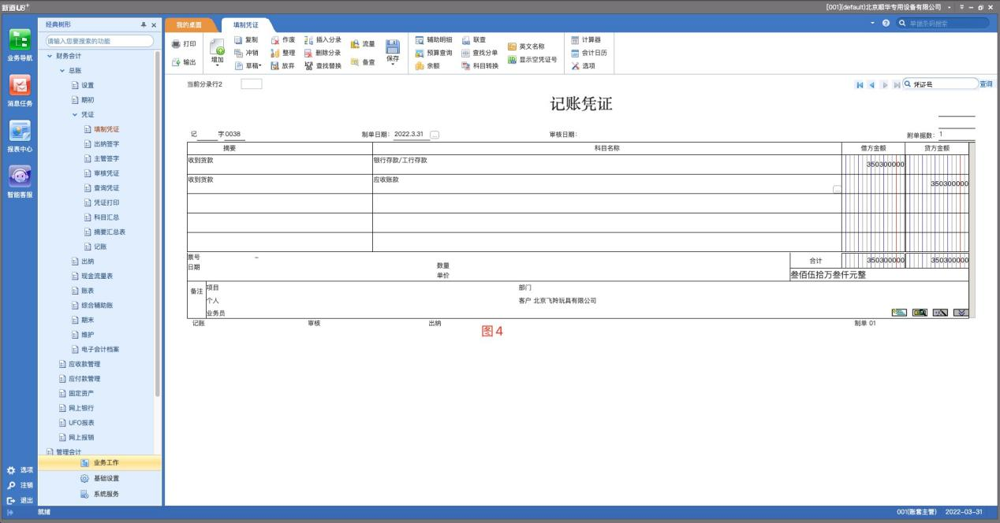 新道U8+
[001](default)北京顺华专用设备有限公司
经典树形
我的桌面
填制凭证
单据条码搜索
请输入您要搜索的功能
业务导航
消息任务
报表中心
智能客服
选项
注销
退出
财务会计
总账
设置
期初
凭证
填制凭证
出纳签字
主管签字
审核凭证
查询凭证
凭证打印
科目汇总
摘要汇总表
记账
出纳
现金流量表
账表
综合辅助账
期末
维护
电子会计档案
应收款管理
应付款管理
固定资产
网上银行
UFO报表
网上报销
管理会计
业务工作
基础设置
系统服务
打印
输出
增加
复制
冲销
草稿
作废
整理
放弃
插入分录
删除分录
查找替换
流量
备查
保存
辅助明细
预算查询
余额
联查
查找分单
科目转换
英文名称
显示空凭证号
计算器
会计日历
选项
当前分录行2
凭证号
查询
记账凭证
记 字0038 制单日期： 2022.3.31 ... 审核日期： 附单据数： 1
摘要 科目名称 借方金额 贷方金额
收到货款 银行存款/工行存款 350300000
收到货款 应收账款 350300000
...
票号 –
日期 数量 合计 350300000 350300000
单价 叁佰伍拾万叁仟元整
备注 项目 部门
个人 客户 北京飞羚玩具有限公司
业务员
记账 审核 出纳 制单 01
图4
就绪 001(账套主管) 2022-03-31